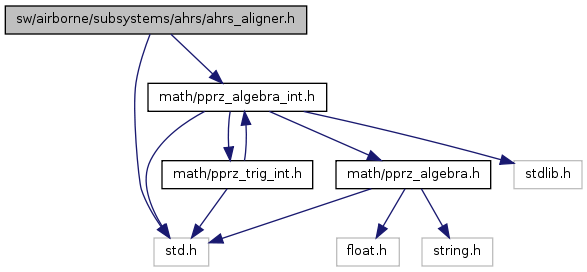 sw/airborne/subsystems/ahrs/ahrs_aligner.h
math/pprz_algebra_int.h
math/pprz_trig_int.h
math/pprz_algebra.h
stdlib.h
std.h
float.h
string.h